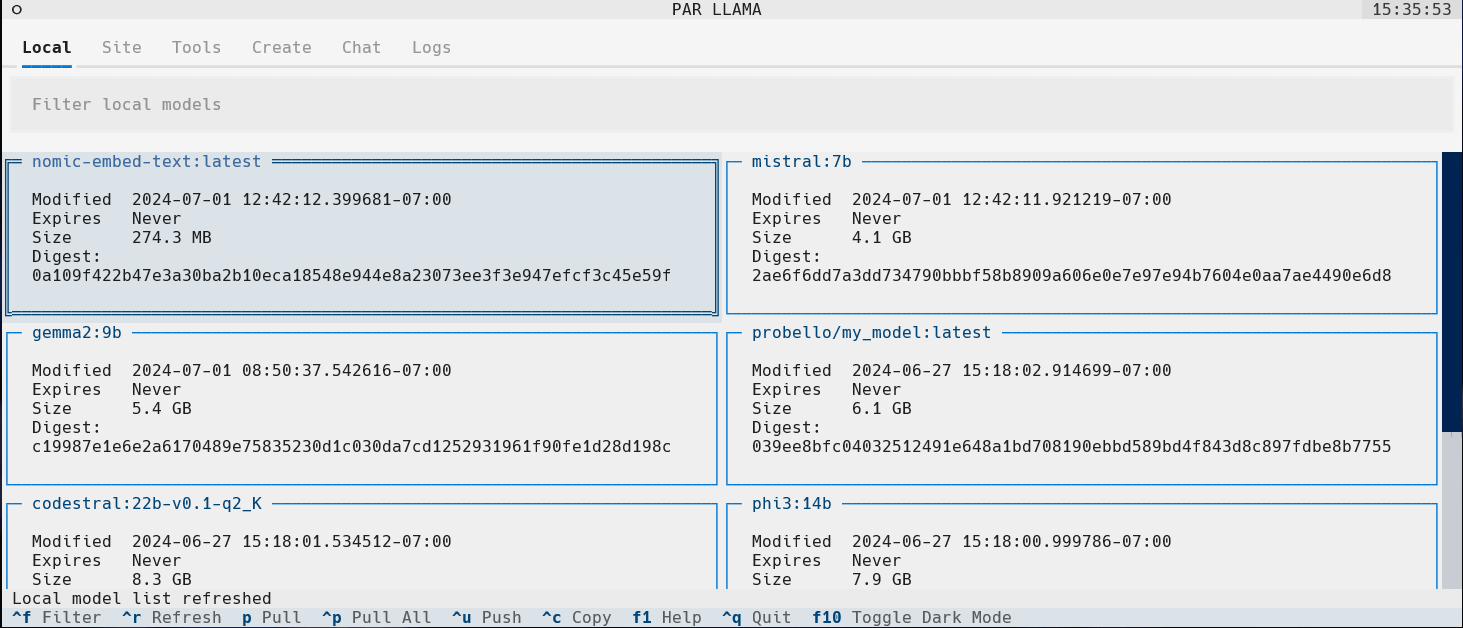 O PAR LLAMA 15:35:53
Local Site Tools Create Chat Logs
Filter local models
nomic-embed-text:latest
Modified 2024-07-01 12:42:12.399681-07:00
Expires Never
Size 274.3 MB
Digest:
0a109f422b47e3a30ba2b10eca18548e944e8a23073ee3f3e947efcf3c45e59f
mistral:7b
Modified 2024-07-01 12:42:11.921219-07:00
Expires Never
Size 4.1 GB
Digest:
2ae6f6dd7a3dd734790bbbf58b8909a606e0e7e97e94b7604e0aa7ae4490e6d8
gemma2:9b
Modified 2024-07-01 08:50:37.542616-07:00
Expires Never
Size 5.4 GB
Digest:
c19987e1e6e2a6170489e75835230d1c030da7cd1252931961f90fe1d28d198c
probello/my_model:latest
Modified 2024-06-27 15:18:02.914699-07:00
Expires Never
Size 6.1 GB
Digest:
039ee8bfc04032512491e648a1bd708190ebbd589bd4f843d8c897fdbe8b7755
codestral:22b-v0.1-q2_K
Modified 2024-06-27 15:18:01.534512-07:00
Expires Never
Size 8.3 GB
phi3:14b
Modified 2024-06-27 15:18:00.999786-07:00
Expires Never
Size 7.9 GB
Local model list refreshed
^f Filter ^r Refresh p Pull ^p Pull All ^u Push ^c Copy f1 Help ^q Quit f10 Toggle Dark Mode